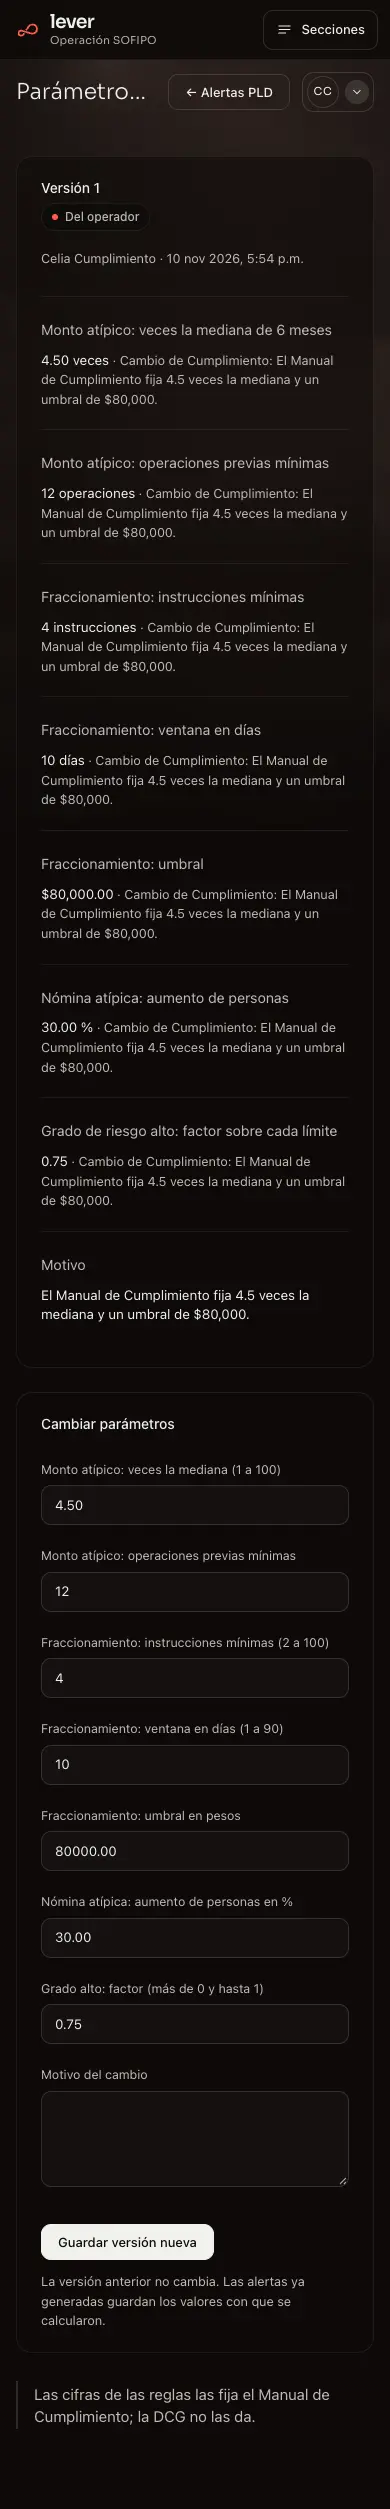 lever
Operación SOFIPO
Secciones
Parámetro...
← Alertas PLD
CC
Versión 1
Del operador
Celia Cumplimiento · 10 nov 2026, 5:54 p.m.
Monto atípico: veces la mediana de 6 meses
4.50 veces · Cambio de Cumplimiento: El Manual
de Cumplimiento fija 4.5 veces la mediana y un
umbral de $80,000.
Monto atípico: operaciones previas mínimas
12 operaciones · Cambio de Cumplimiento: El
Manual de Cumplimiento fija 4.5 veces la mediana y
un umbral de $80,000.
Fraccionamiento: instrucciones mínimas
4 instrucciones · Cambio de Cumplimiento: El
Manual de Cumplimiento fija 4.5 veces la mediana y
un umbral de $80,000.
Fraccionamiento: ventana en días
10 días · Cambio de Cumplimiento: El Manual de
Cumplimiento fija 4.5 veces la mediana y un umbral
de $80,000.
Fraccionamiento: umbral
$80,000.00 · Cambio de Cumplimiento: El Manual
de Cumplimiento fija 4.5 veces la mediana y un
umbral de $80,000.
Nómina atípica: aumento de personas
30.00 % · Cambio de Cumplimiento: El Manual de
Cumplimiento fija 4.5 veces la mediana y un umbral
de $80,000.
Grado de riesgo alto: factor sobre cada límite
0.75 · Cambio de Cumplimiento: El Manual de
Cumplimiento fija 4.5 veces la mediana y un umbral
de $80,000.
Motivo
El Manual de Cumplimiento fija 4.5 veces la
mediana y un umbral de $80,000.
Cambiar parámetros
Monto atípico: veces la mediana (1 a 100)
4.50
Monto atípico: operaciones previas mínimas
12
Fraccionamiento: instrucciones mínimas (2 a 100)
4
Fraccionamiento: ventana en días (1 a 90)
10
Fraccionamiento: umbral en pesos
80000.00
Nómina atípica: aumento de personas en %
30.00
Grado alto: factor (más de 0 y hasta 1)
0.75
Motivo del cambio
Guardar versión nueva
La versión anterior no cambia. Las alertas ya
generadas guardan los valores con que se
calcularon.
Las cifras de las reglas las fija el Manual de
Cumplimiento; la DCG no las da.